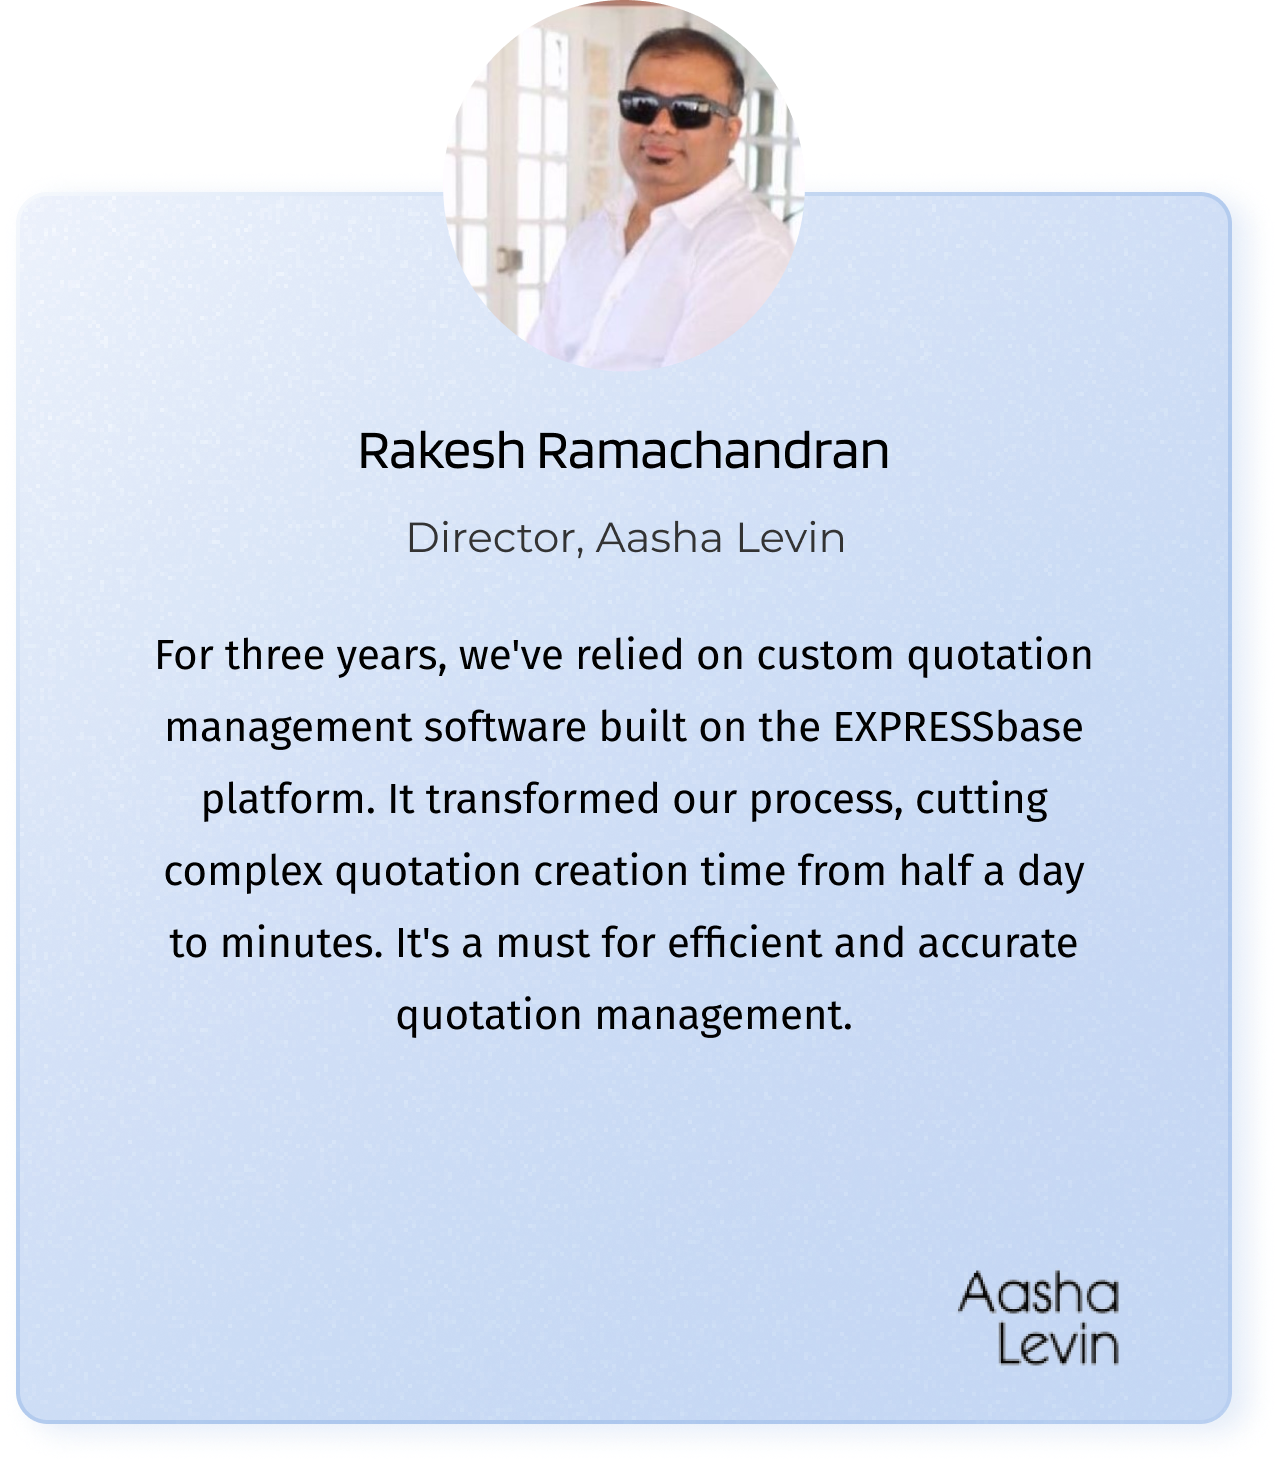 Rakesh Ramachandran
Director, Aasha Levin
For three years, we've relied on custom quotation
management software built on the EXPRESSbase
platform. It transformed our process, cutting
complex quotation creation time from half a day
to minutes. It's a must for efficient and accurate
quotation management.
Aasha
Levin